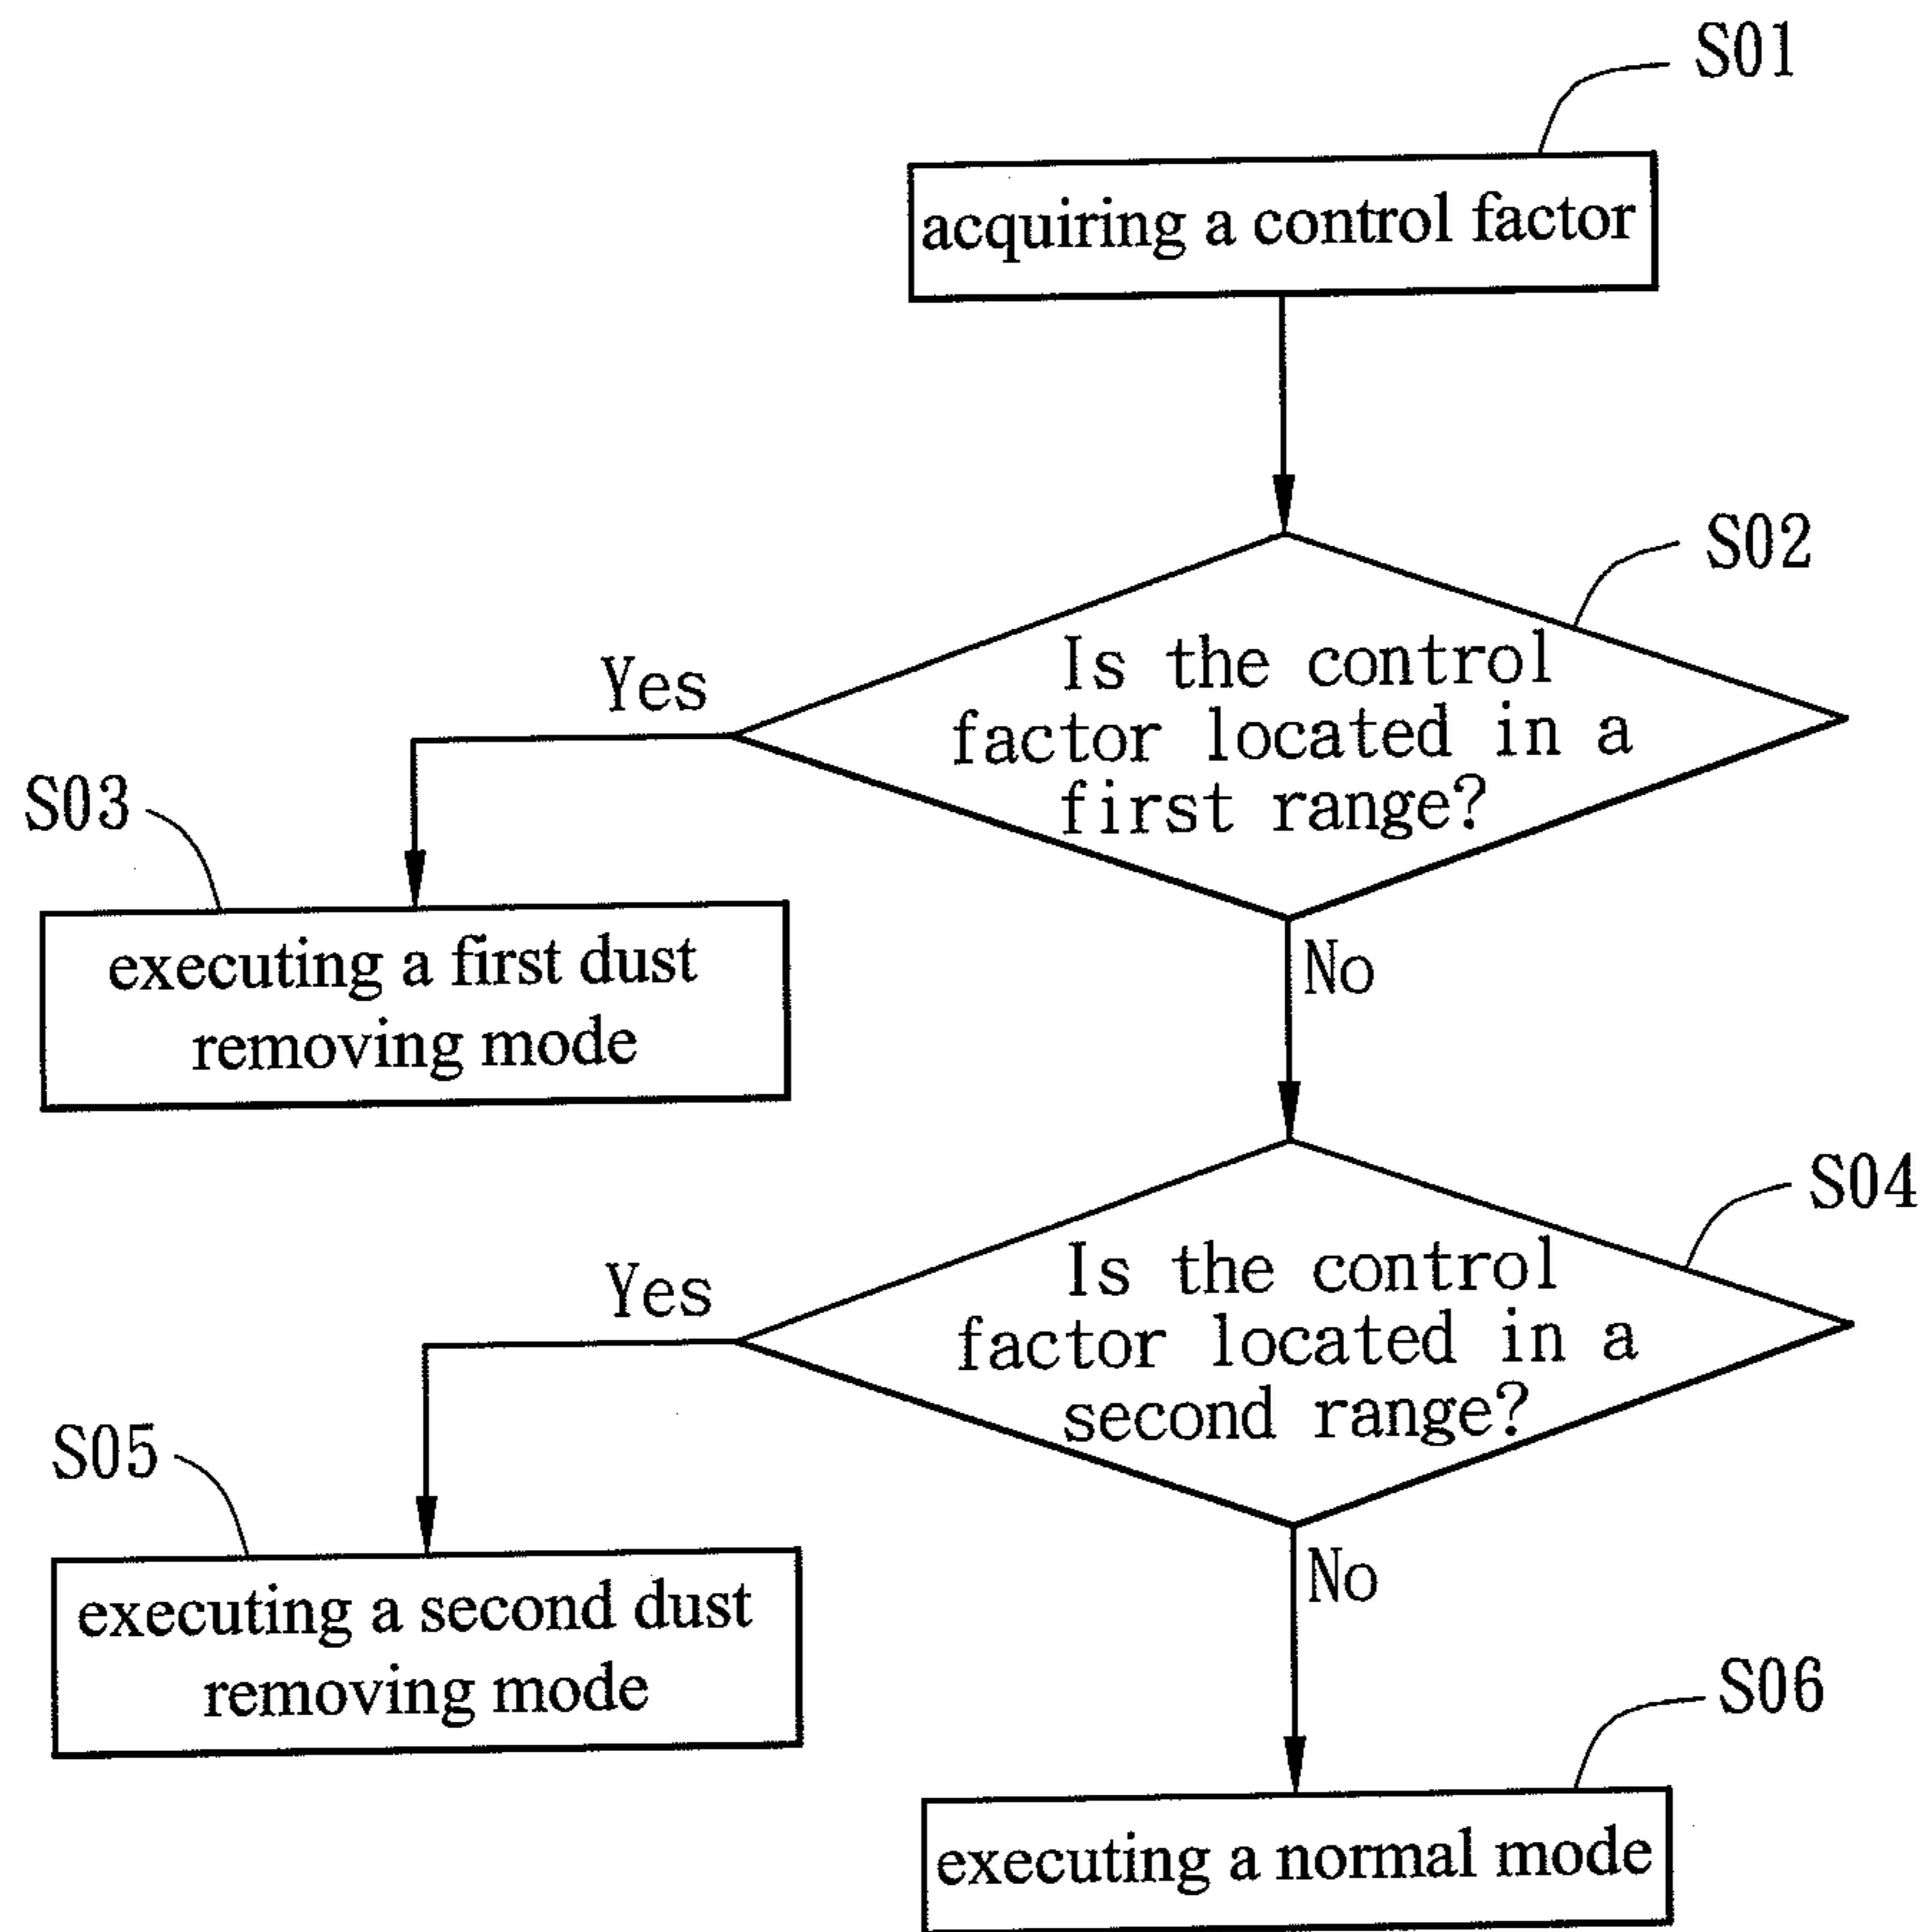 S01
acquiring a control factor
S02
Is the control
factor located in a
first range?
Yes
S03
executing a first dust
removing mode
No
S04
Is the control
factor located in a
second range?
Yes
S05
executing a second dust
removing mode
No
S06
executing a normal mode